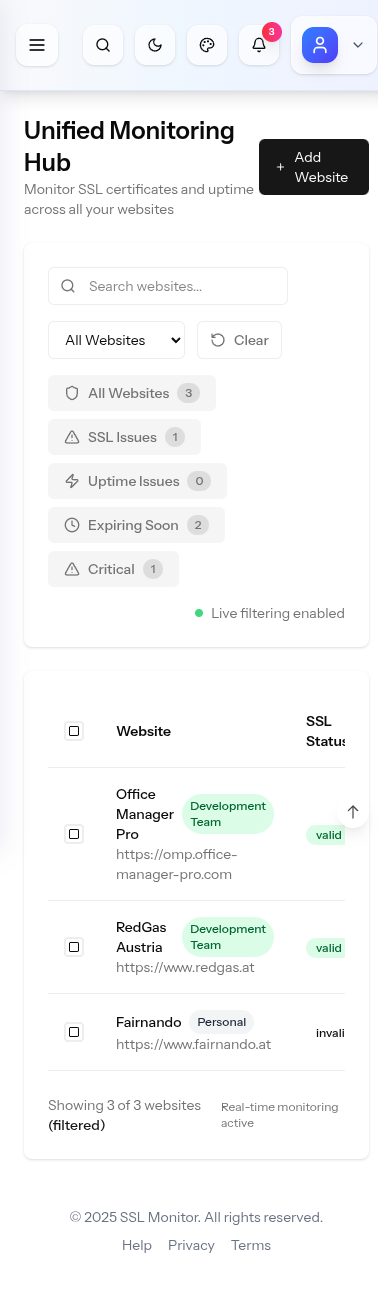 3
Unified Monitoring
Hub
Monitor SSL certificates and uptime
across all your websites
Add
Website
Search websites...
All Websites
Clear
All Websites 3
SSL Issues 1
Uptime Issues 0
Expiring Soon 2
Critical 1
Live filtering enabled
Website
SSL
Status
Office
Manager
Pro
Development
Team
https://omp.office-
manager-pro.com
valid
RedGas
Austria
Development
Team
https://www.redgas.at
valid
Fairnando Personal
https://www.fairnando.at
invali
Showing 3 of 3 websites
(filtered)
Real-time monitoring
active
© 2025 SSL Monitor. All rights reserved.
Help Privacy Terms